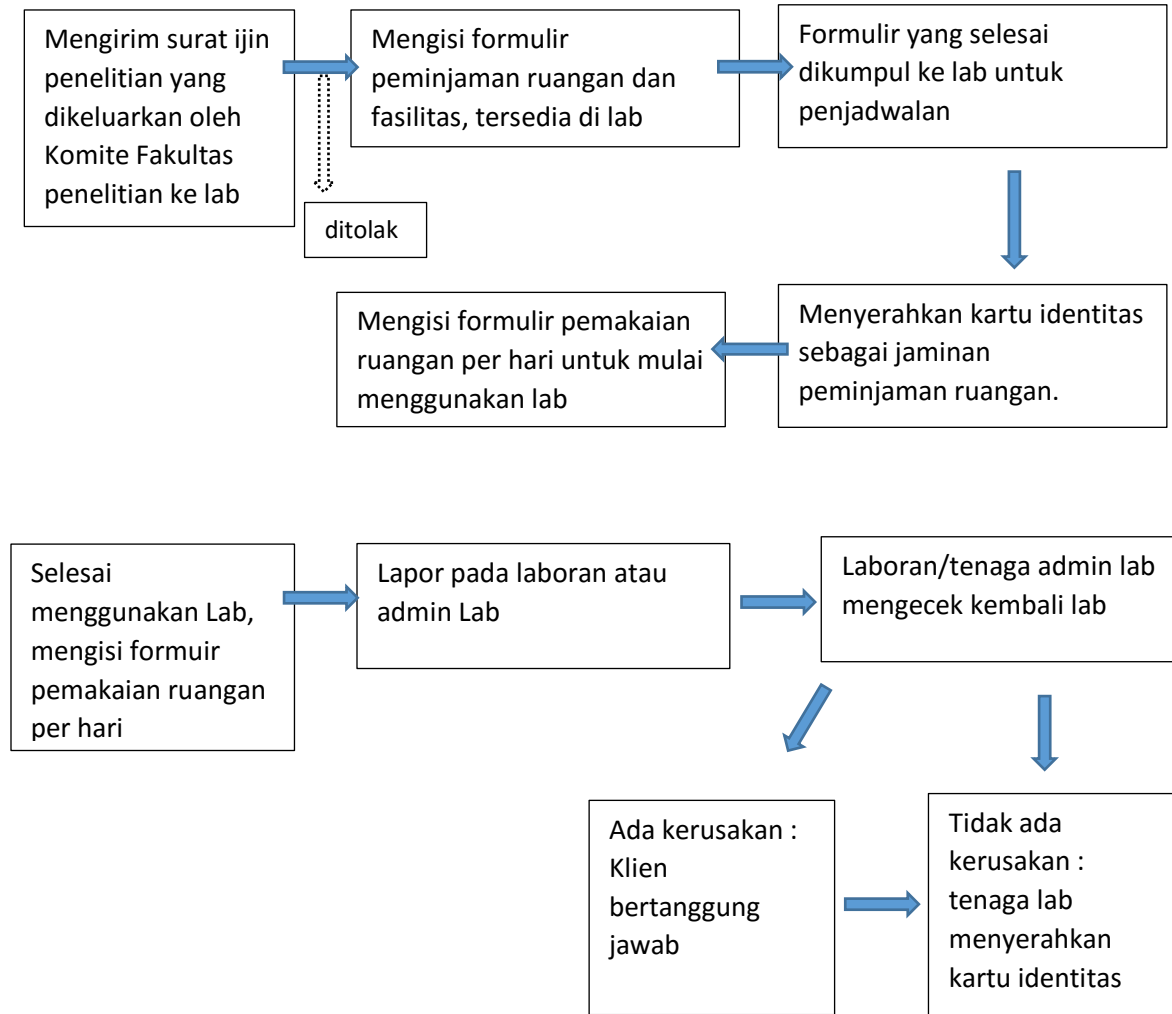 Mengirim surat ijin
penelitian yang
dikeluarkan oleh
Komite Fakultas
penelitian ke lab
Mengisi formulir
peminjaman ruangan dan
fasilitas, tersedia di lab
Formulir yang selesai
dikumpul ke lab untuk
penjadwalan
ditolak
Menyerahkan kartu identitas
sebagai jaminan
peminjaman ruangan.
Mengisi formulir pemakaian
ruangan per hari untuk mulai
menggunakan lab
Selesai
menggunakan Lab,
mengisi formuir
pemakaian ruangan
per hari
Lapor pada laboran atau
admin Lab
Laboran/tenaga admin lab
mengecek kembali lab
Ada kerusakan :
Klien
bertanggung
jawab
Tidak ada
kerusakan :
tenaga lab
menyerahkan
kartu identitas